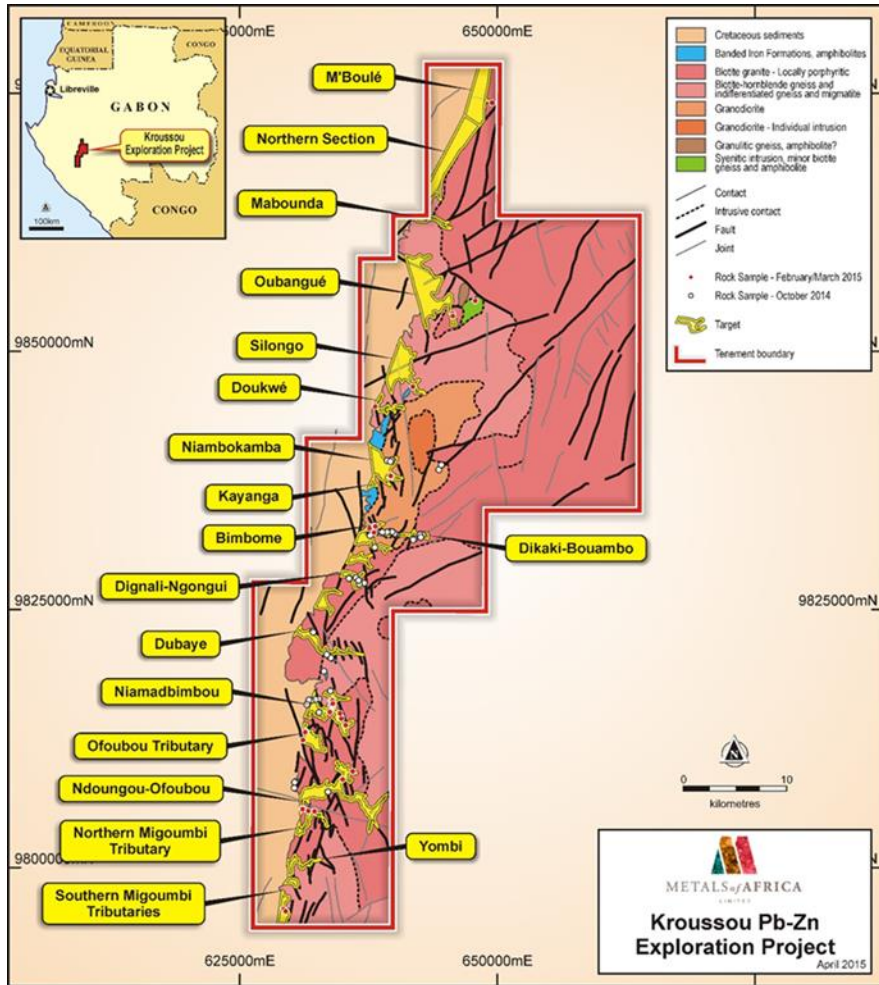 CAMEROON
EQUATORIAL
GUINEA
CONGO
Libreville
GABON
Kroussou
Exploration Project
CONGO
100km
5000mE
650000mE
M'Boulé
Northern Section
Mabounda
Oubangué
9850000mN
Silongo
Doukwé
Niambokamba
Kayanga
Bimbome
Dikaki-Bouambo
Dignali-Ngongui
9825000mN
9825000mN
Dubaye
Niamadbimbou
Ofoubou Tributary
Ndoungou-Ofoubou
Northern Migoumbi
Tributary
Yombi
9800000mN
Southern Migoumbi
Tributaries
625000mE
650000mE
Cretaceous sediments
Banded Iron Formations, amphibolites
Biotite granite - Locally porphyritic
Biotite-hornblende gneiss and
indifferentiated gneiss and migmatite
Granodiorite
Granodiorite - Individual intrusion
Granulitic gneiss, amphibolite?
Syenitic intrusion, minor biotite
gneiss and amphibolite
Contact
Intrusive contact
Fault
Joint
Rock Sample - February/March 2015
Rock Sample - October 2014
Target
Tenement boundary
N
0 10
kilometres
METALS of AFRICA
LIMITED
Kroussou Pb-Zn
Exploration Project
April 2015